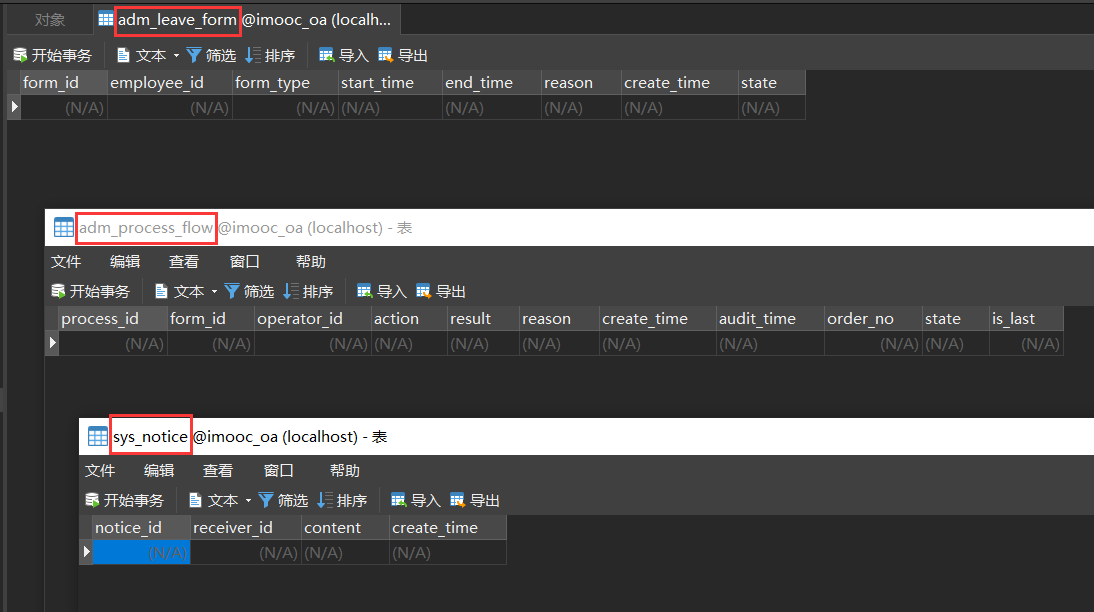 对象 adm_leave_form @imooc_oa (localh...
开始事务 文本 筛选 排序 导入 导出
form_id employee_id form_type start_time end_time reason create_time state
(N/A) (N/A) (N/A) (N/A) (N/A) (N/A) (N/A) (N/A)
adm_process_flow @imooc_oa (localhost) - 表
文件 编辑 查看 窗口 帮助
开始事务 文本 筛选 排序 导入 导出
process_id form_id operator_id action result reason create_time audit_time order_no state is_last
(N/A) (N/A) (N/A) (N/A) (N/A) (N/A) (N/A) (N/A) (N/A) (N/A) (N/A)
sys_notice @imooc_oa (localhost) - 表
文件 编辑 查看 窗口 帮助
开始事务 文本 筛选 排序 导入 导出
notice_id receiver_id content create_time
(N/A) (N/A) (N/A) (N/A)